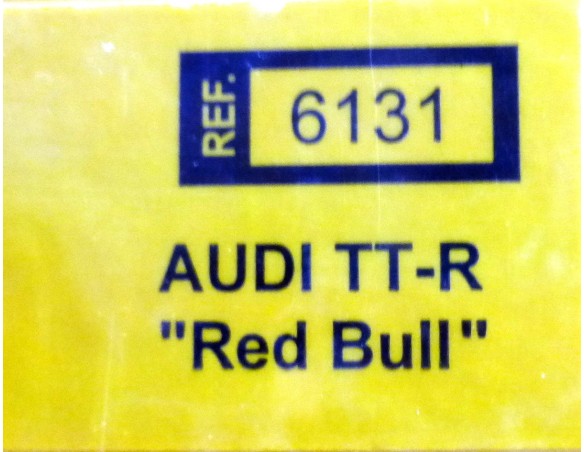 REF. 6131
AUDI TT-R
"Red Bull"